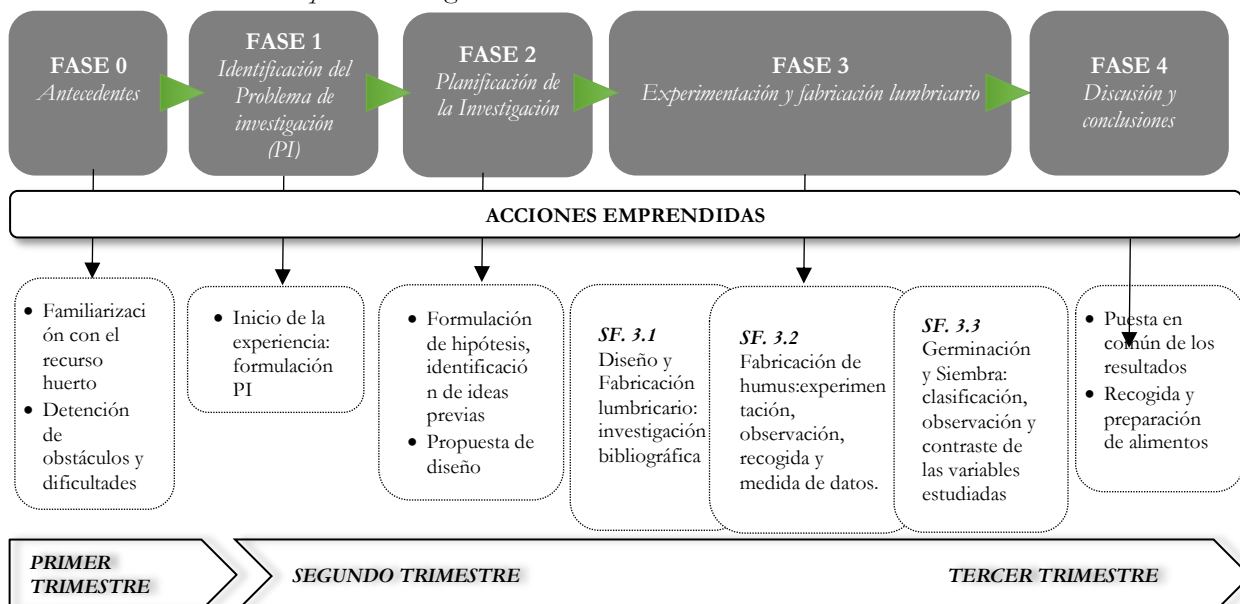 FASE 0
Antecedentes
FASE 1
Identificación del
Problema de
investigación
(PI)
FASE 2
Planificación de
la Investigación
FASE 3
Experimentación y fabricación lumbricario
FASE 4
Discusión y
conclusiones
ACCIONES EMPRENDIDAS
• Familiarizaci
ón con el
recurso
huerto
• Detención
de
obstáculos y
dificultades
• Inicio de la
experiencia:
formulación
PI
• Formulación
de hipótesis,
identificación
n de ideas
previas
• Propuesta de
diseño
SF. 3.1
Diseño y
Fabricación
lumbricario:
investigación
bibliográfica
SF. 3.2
Fabricación de
humus:experimen
tación,
observación,
recogida y
medida de datos.
SF. 3.3
Germinación
y Siembra:
clasificación,
observación y
contraste de
las variables
estudiadas
• Puesta en
común de los
resultados
• Recogida y
preparación
de alimentos
PRIMER
TRIMESTRE
SEGUNDO TRIMESTRE
TERCER TRIMESTRE